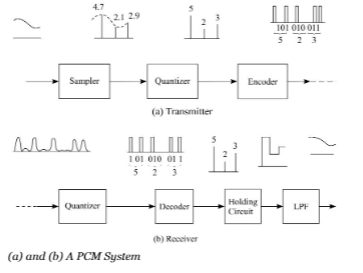 4.7
2.1 2.9
5
2
3
101 010 011
5 2 3
Sampler
Quantizer
Encoder
(a) Transmitter
1 01 010 01 1
5 2 3
5
2
3
Quantizer
Decoder
Holding
Circuit
LPF
(b) Receiver
(a) and (b) A PCM System